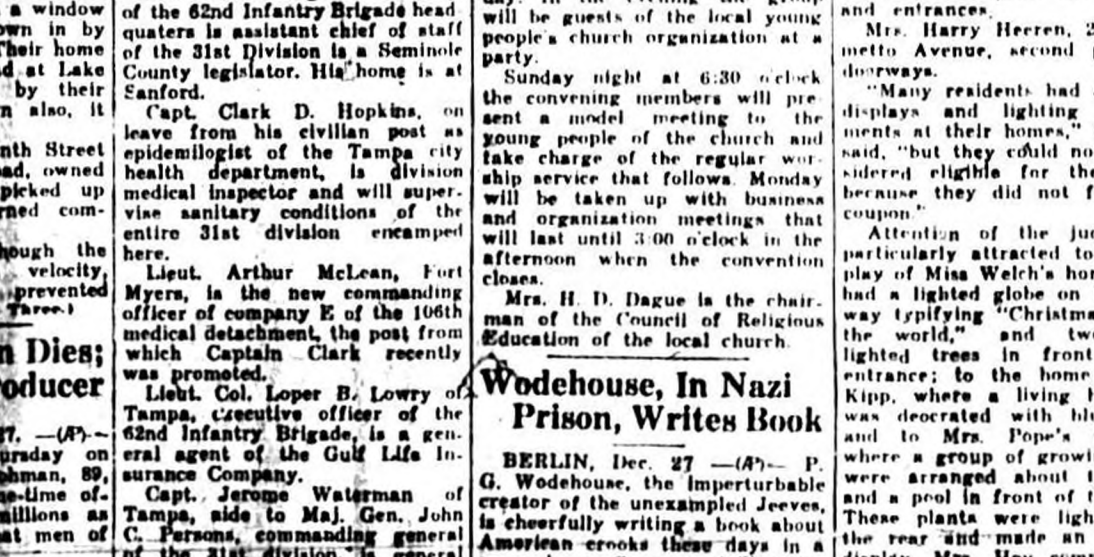 a window
own in by
Their home
d at Lake
by their
n also, it
nth Street
ad, owned
picked up
rned com-
hough the
velocity,
prevented
Three.)
n Dies;
oducer
27. —(AP)—
ursday on
hman, 89,
e-time of-
millions as
at men of
of the 62nd Infantry Brigade head
quaters is assistant chief of staff
of the 31st Division is a Seminole
County legislator. His home is at
Sanford.
Capt. Clark D. Hopkins, on
leave from his civilian post as
epidemilogist of the Tampa city
health department, is division
medical inspector and will super-
vise sanitary conditions of the
entire 31st division encamped
here.
Lieut. Arthur McLean, Fort
Myers, is the new commanding
officer of company E of the 106th
medical detachment, the post from
which Captain Clark recently
was promoted.
Lieut. Col. Loper B. Lowry of
Tampa, executive officer of the
62nd Infantry Brigade, is a gen-
eral agent of the Gulf Life In-
surance Company.
Capt. Jerome Waterman of
Tampa, aide to Maj. Gen. John
C. Persons, commanding general
of the 31st division is general
will be guests of the local young
people's church organization at a
party.
Sunday night at 6:30 o'clock
the convening members will pre
sent a model meeting to the
young people of the church and
take charge of the regular wor-
ship service that follows. Monday
will be taken up with business
and organization meetings that
will last until 3:00 o'clock in the
afternoon when the convention
closes.
Mrs. H. D. Dague is the chair-
man of the Council of Religious
Education of the local church.
Wodehouse, In Nazi
Prison, Writes Book
BERLIN, Dec. 27 —(AP)— P.
G. Wodehouse, the imperturbable
creator of the unexampled Jeeves,
is cheerfully writing a book about
American crooks these days in a
and entrances.
Mrs. Harry Heeren, 2
metto Avenue, second
doorways.
"Many residents had
displays and lighting
ments at their homes,"
said, "but they could no
sidered eligible for the
because they did not f
coupon."
Attention of the jud
particularly attracted to
play of Miss Welch's hom
had a lighted globe on
way typifying "Christma
the world," and two
lighted trees in front
entrance; to the home
Kipp, where a living
was deocrated with blu
and to Mrs. Pope's
where a group of growi
were arranged about t
and a pool in front of t
These plants were ligh
the rear and made an